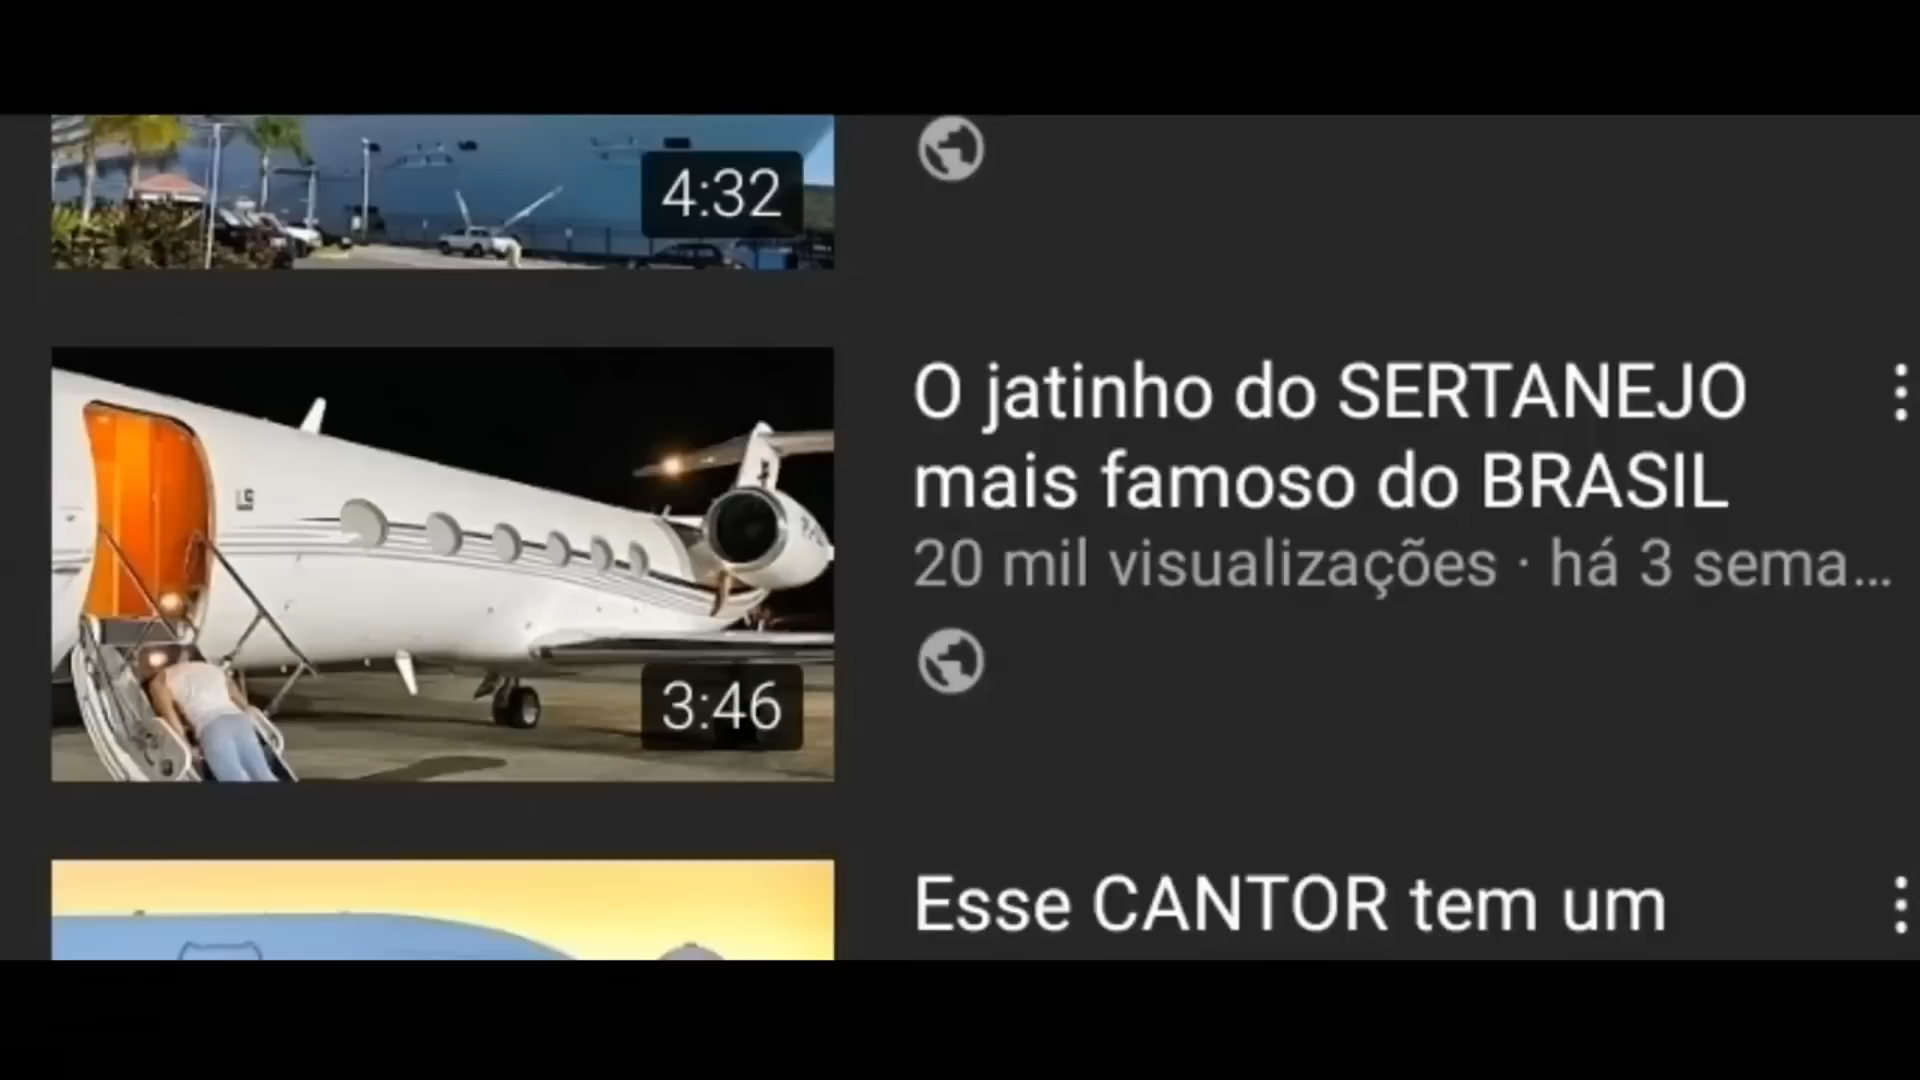 4:32
O jatinho do SERTANEJO
mais famoso do BRASIL
20 mil visualizações · há 3 sema...
LS
3:46
Esse CANTOR tem um